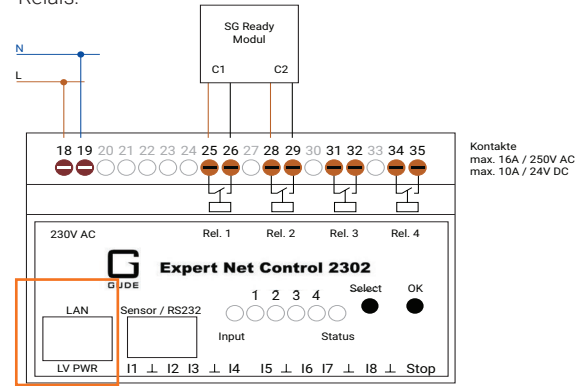 Relais:
SG Ready
Modul
C1 C2
N
L
18 19 20 21 22 23 24 25 26 27 28 29 30 31 32 33 34 35
Kontakte
max. 16A / 250V AC
max. 10A / 24V DC
230V AC Rel. 1 Rel. 2 Rel. 3 Rel. 4
GUDE
Expert Net Control 2302
LAN Sensor / RS232 1 2 3 4 Select OK
Input Status
LV PWR I1 ⊥ I2 I3 ⊥ I4 I5 ⊥ I6 I7 ⊥ I8 ⊥ Stop